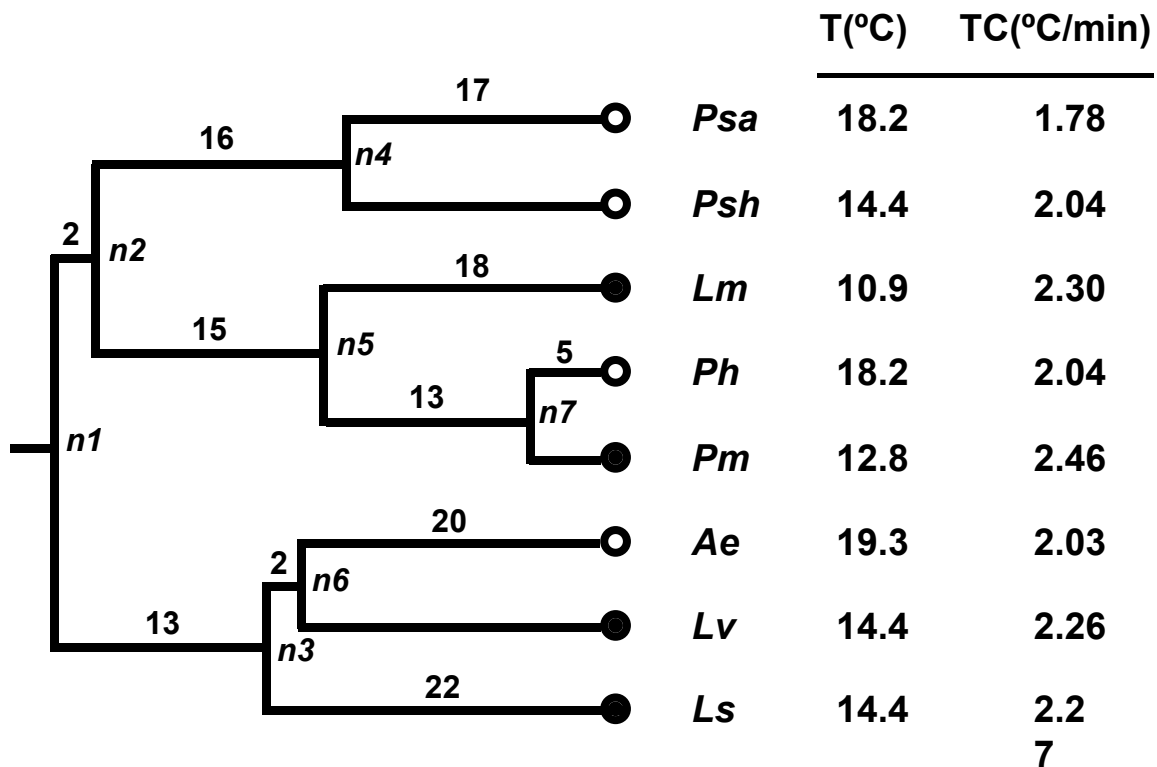 T(ºC) TC(ºC/min)
17
Psa 18.2 1.78
16
n4
Psh 14.4 2.04
2
n2
18
Lm 10.9 2.30
15
n5
5
Ph 18.2 2.04
13
n7
n1
Pm 12.8 2.46
20
Ae 19.3 2.03
2
n6
13
Lv 14.4 2.26
n3
22
Ls 14.4 2.2
7